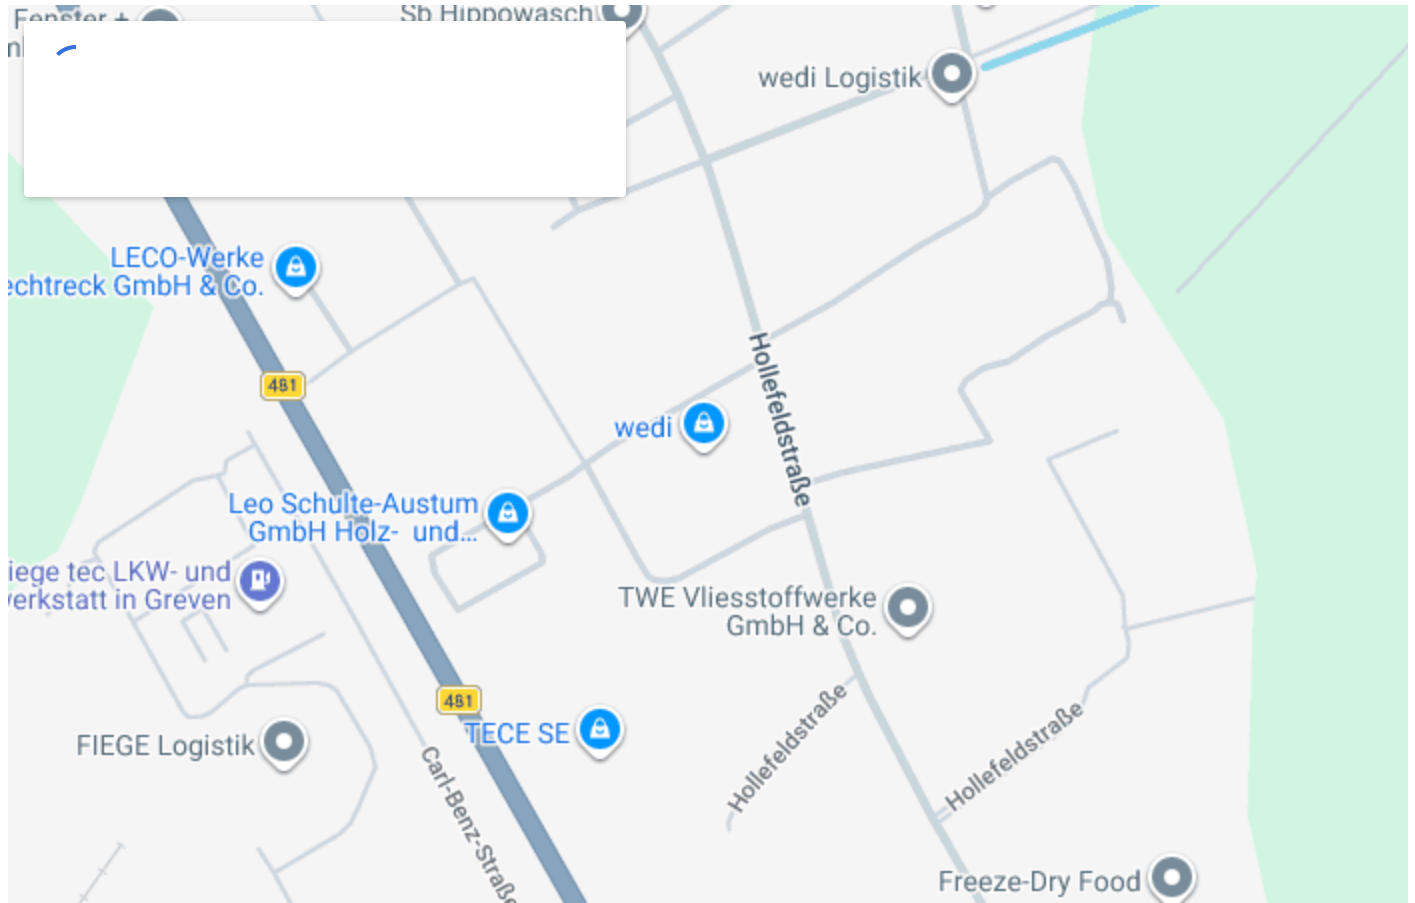 Fenster +
Sb Hippowasch
wedi Logistik
LECO-Werke
echtreck GmbH & Co.
481
Hollefeldstraße
wedi
Leo Schulte-Austum
GmbH Holz- und...
iege tec LKW- und
verkstatt in Greven
TWE Vliesstoffwerke
GmbH & Co.
481
TECE SE
FIEGE Logistik
Hollefeldstraße
Hollefeldstraße
Carl-Benz-Straße
Freeze-Dry Food